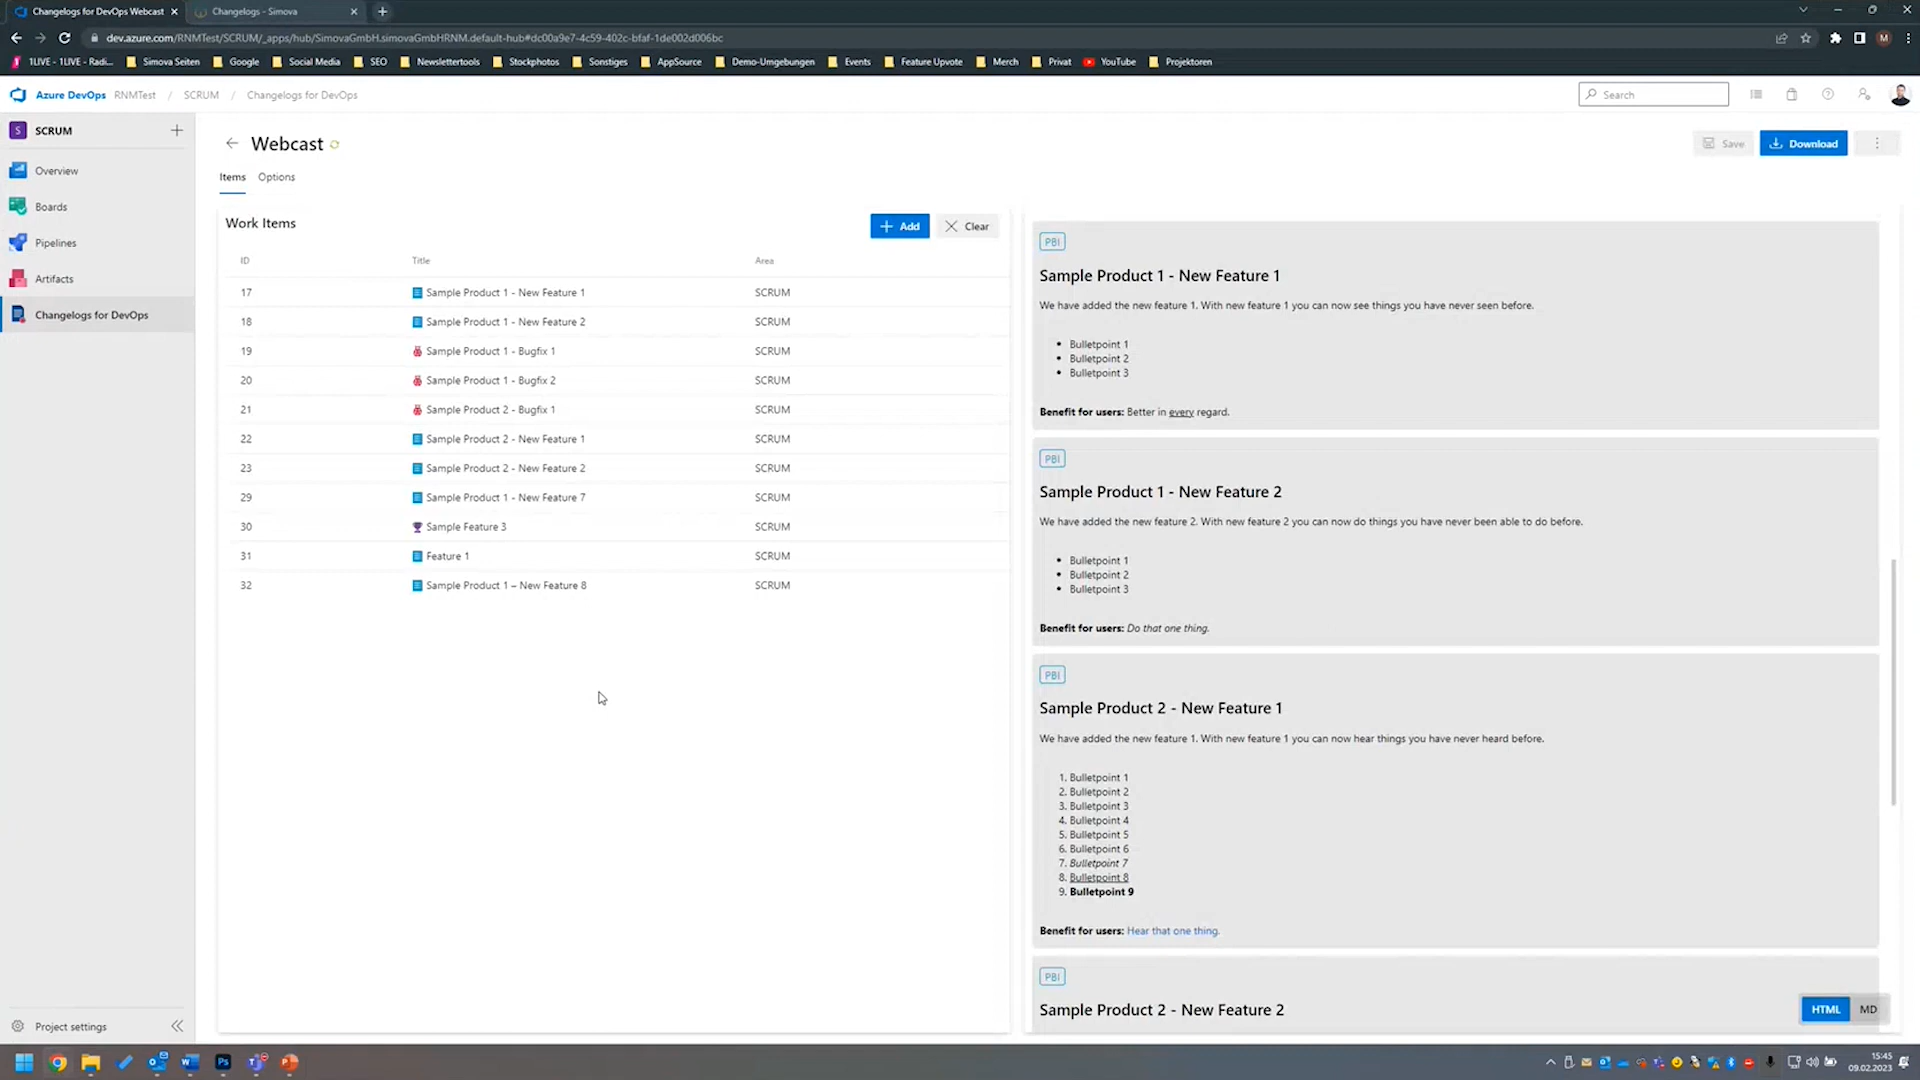 Changelogs for DevOps Webcast
Changelogs - Simova
dev.azure.com/RNMTest/SCRUM/_apps/hub/SimovaGmbH.simovaGmbHRNM.default-hub#dc00a9e7-4c59-402c-bfaf-1de002d006bc
1LIVE - 1LIVE - Radi...
Simova Seiten
Google
Social Media
SEO
Newslettertools
Stockphotos
Sonstiges
AppSource
Demo-Umgebungen
Events
Feature Upvote
Merch
Privat
YouTube
Projektoren
M
Azure DevOps RNMTest / SCRUM / Changelogs for DevOps
Search
S SCRUM
Overview
Boards
Pipelines
Artifacts
Changelogs for DevOps
Project settings
Webcast
Save
Download
Items Options
Work Items
Add
Clear
ID Title Area
17 Sample Product 1 - New Feature 1 SCRUM
18 Sample Product 1 - New Feature 2 SCRUM
19 Sample Product 1 - Bugfix 1 SCRUM
20 Sample Product 1 - Bugfix 2 SCRUM
21 Sample Product 2 - Bugfix 1 SCRUM
22 Sample Product 2 - New Feature 1 SCRUM
23 Sample Product 2 - New Feature 2 SCRUM
29 Sample Product 1 - New Feature 7 SCRUM
30 Sample Feature 3 SCRUM
31 Feature 1 SCRUM
32 Sample Product 1 – New Feature 8 SCRUM
PBI
Sample Product 1 - New Feature 1
We have added the new feature 1. With new feature 1 you can now see things you have never seen before.
• Bulletpoint 1
• Bulletpoint 2
• Bulletpoint 3
Benefit for users: Better in every regard.
PBI
Sample Product 1 - New Feature 2
We have added the new feature 2. With new feature 2 you can now do things you have never been able to do before.
• Bulletpoint 1
• Bulletpoint 2
• Bulletpoint 3
Benefit for users: Do that one thing.
PBI
Sample Product 2 - New Feature 1
We have added the new feature 1. With new feature 1 you can now hear things you have never heard before.
1. Bulletpoint 1
2. Bulletpoint 2
3. Bulletpoint 3
4. Bulletpoint 4
5. Bulletpoint 5
6. Bulletpoint 6
7. Bulletpoint 7
8. Bulletpoint 8
9. Bulletpoint 9
Benefit for users: Hear that one thing.
PBI
Sample Product 2 - New Feature 2
HTML MD
15:45
09.02.2023